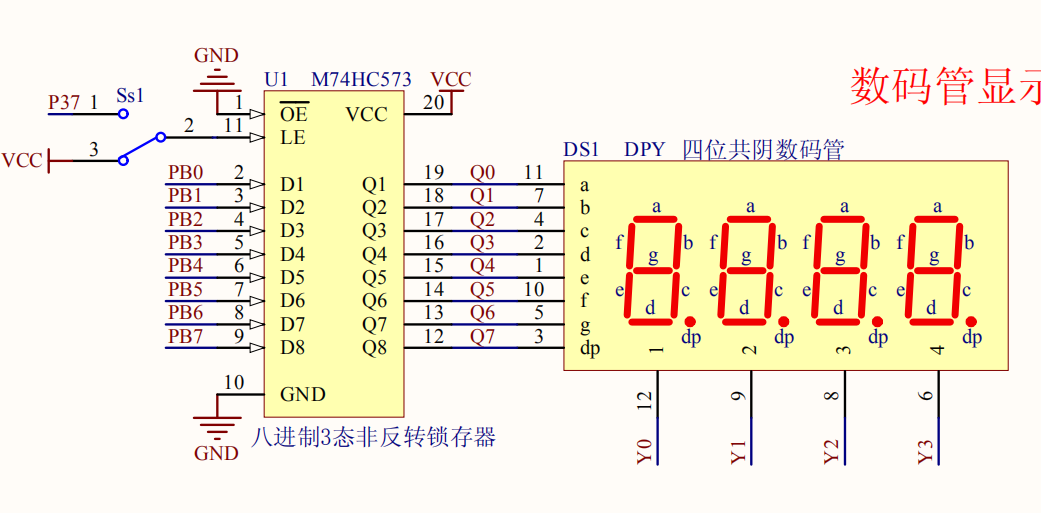 GND
U1 M74HC573 VCC
数码管显示
P37 1 Ss1
1 OE VCC 20
2 11 LE
VCC 3
DS1 DPY 四位共阴数码管
PB0 2 D1 Q1 19 Q0 11 a
PB1 3 D2 Q2 18 Q1 7 b
PB2 4 D3 Q3 17 Q2 4 c
PB3 5 D4 Q4 16 Q3 2 d
PB4 6 D5 Q5 15 Q4 1 e
PB5 7 D6 Q6 14 Q5 10 f
PB6 8 D7 Q7 13 Q6 5 g
PB7 9 D8 Q8 12 Q7 3 dp
a a a a
f b f b f b f b
g g g g
e c e c e c e c
d d d d
dp dp dp dp
1 2 3 4
10 GND
12 9 8 6
八进制3态非反转锁存器
GND
Y0 Y1 Y2 Y3